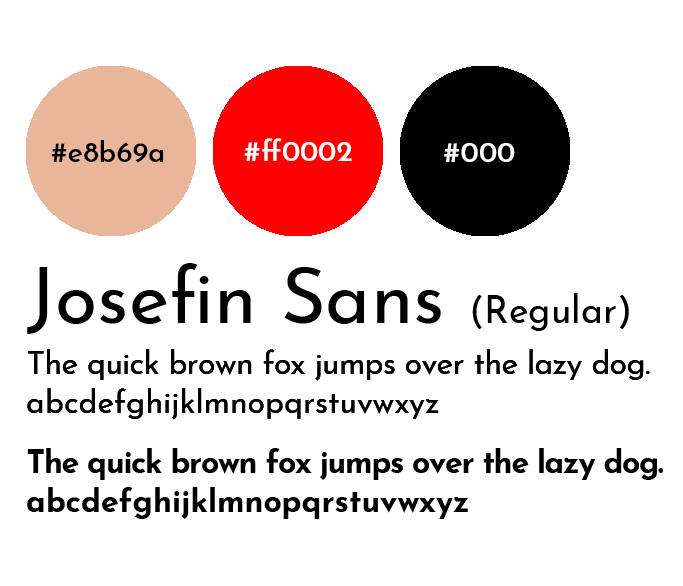 #e8b69a #ff0002 #000
Josefin Sans (Regular)
The quick brown fox jumps over the lazy dog.
abcdefghijklmnopqrstuvwxyz
The quick brown fox jumps over the lazy dog.
abcdefghijklmnopqrstuvwxyz